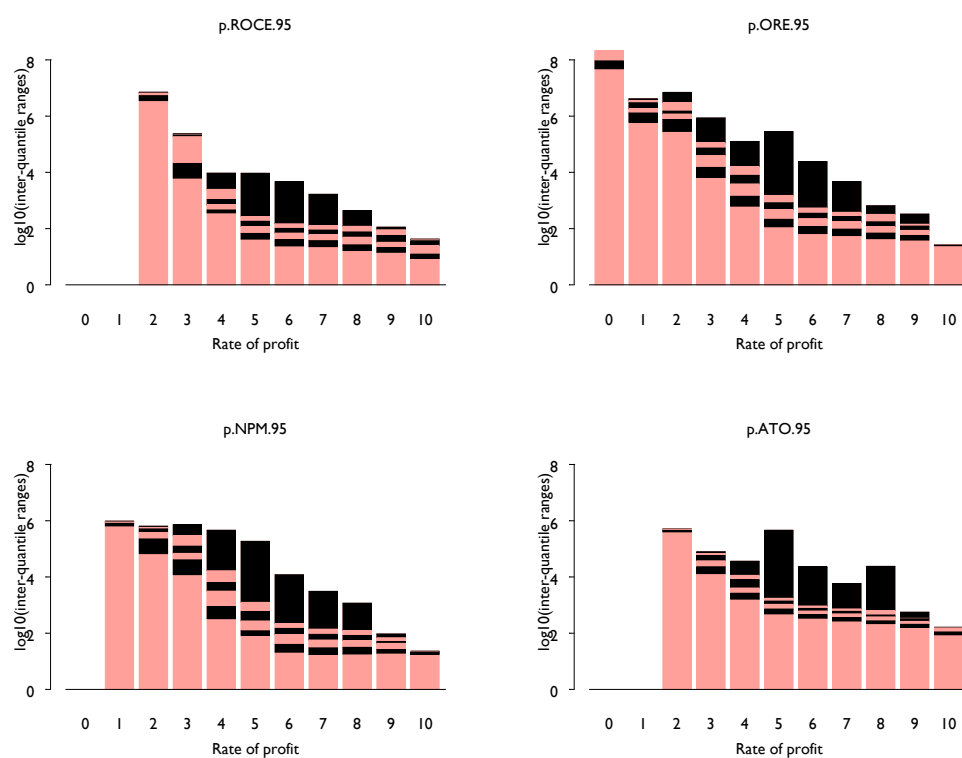 p.ROCE.95
log10(inter-quantile ranges)
8
6
4
2
0
0 1 2 3 4 5 6 7 8 9 10
Rate of profit
p.ORE.95
log10(inter-quantile ranges)
8
6
4
2
0
0 1 2 3 4 5 6 7 8 9 10
Rate of profit
p.NPM.95
log10(inter-quantile ranges)
8
6
4
2
0
0 1 2 3 4 5 6 7 8 9 10
Rate of profit
p.ATO.95
log10(inter-quantile ranges)
8
6
4
2
0
0 1 2 3 4 5 6 7 8 9 10
Rate of profit